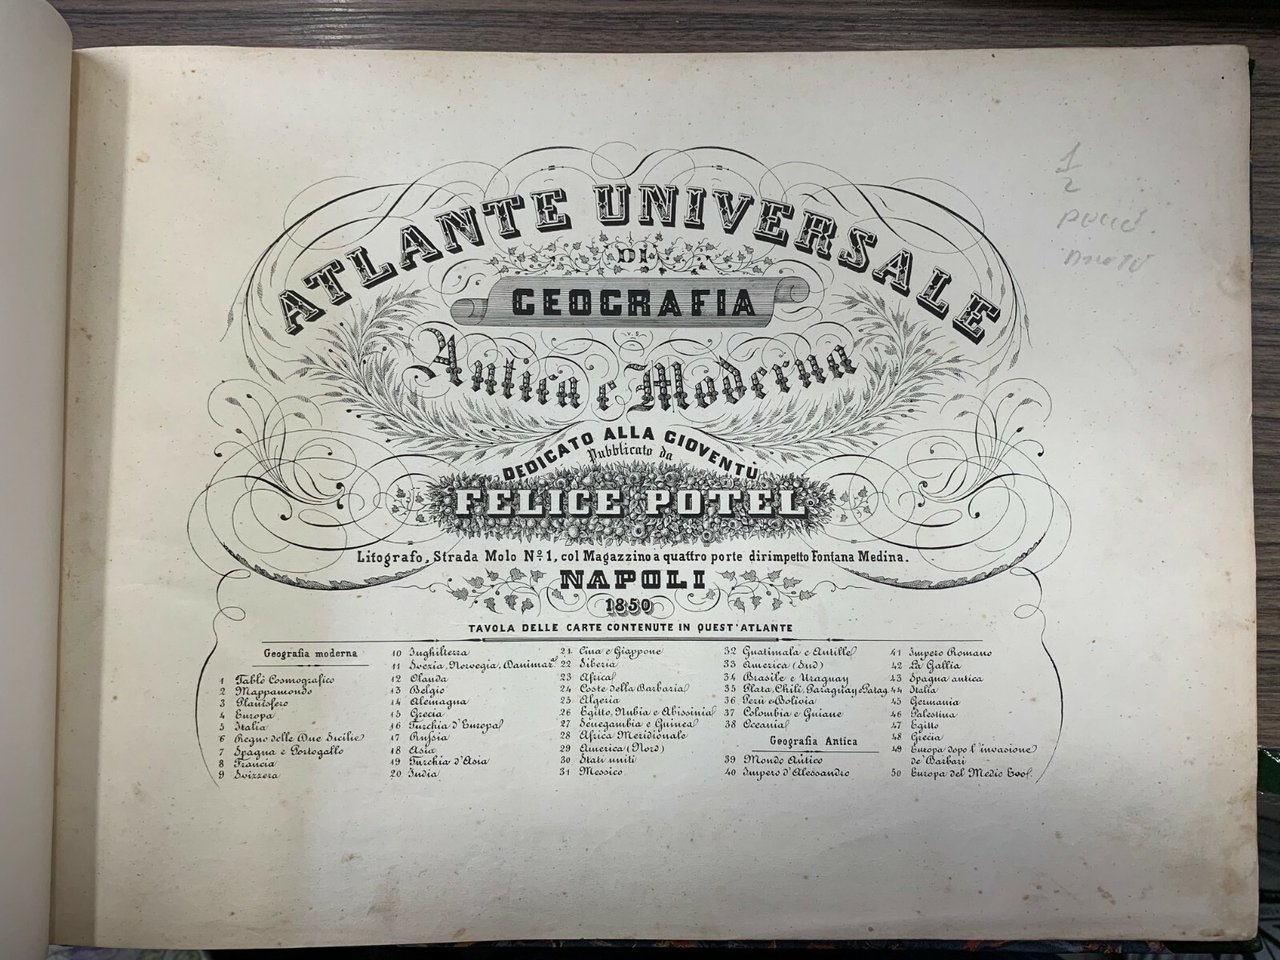 ATLANTE UNIVERSALE
DI
GEOGRAFIA
Antica e Moderna
DEDICATO ALLA GIOVENTÙ
Pubblicato da
FELICE POTEL
Litografo, Strada Molo Nº 1, col Magazzino a quattro porte dirimpetto Fontana Medina.
NAPOLI
1850
TAVOLA DELLE CARTE CONTENUTE IN QUEST'ATLANTE
Geografia moderna
1 Tablò Cosmografico
2 Mappamondo
3 Planisfero
4 Europa
5 Italia
6 Regno delle Due Sicilie
7 Spagna e Portogallo
8 Francia
9 Svizzera
10 Inghilterra
11 Svezia, Norvegia, Danimar.
12 Olanda
13 Belgio
14 Alemagna
15 Grecia
16 Turchia d'Europa
17 Russia
18 Asia
19 Turchia d'Asia
20 India
21 Cina e Giappone
22 Siberia
23 Africa
24 Coste della Barbaria
25 Algeria
26 Egitto, Nubia e Abissinia
27 Senegambia e Guinea
28 Africa Meridionale
29 America (Nord)
30 Stati uniti
31 Messico
32 Guatimala e Antille
33 America (Sud)
34 Brasile e Uraguay
35 Plata, Chilì, Paraguay e Patag.
36 Perù e Bolivia
37 Colombia e Guiane
38 Oceania
Geografia Antica
39 Mondo Antico
40 Impero d'Alessandro
41 Impero Romano
42 La Gallia
43 Spagna antica
44 Italia
45 Germania
46 Palestina
47 Egitto
48 Grecia
49 Europa dopo l'invasione
de' Barbari
50 Europa del Medio Evo
1
2